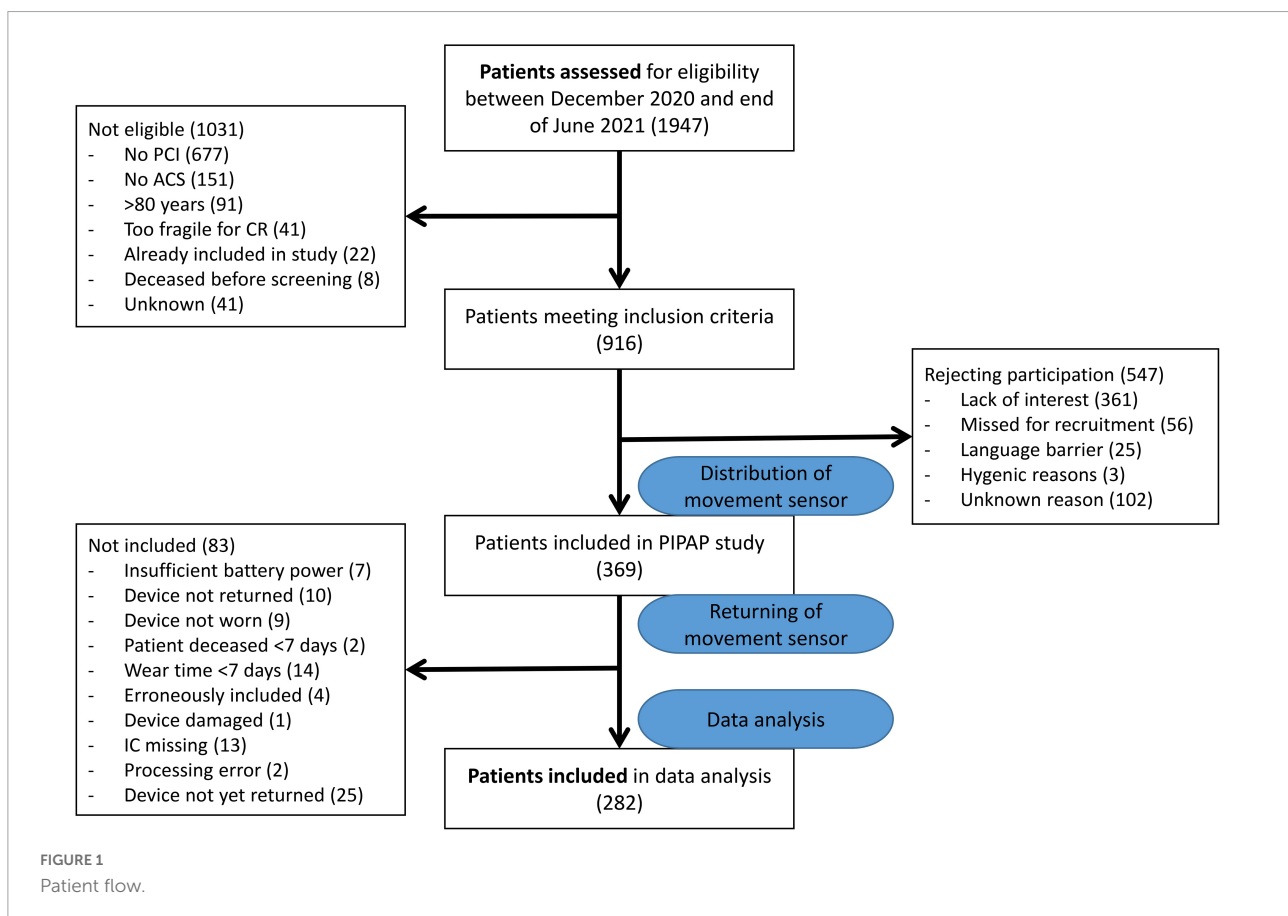 Patients assessed for eligibility
between December 2020 and end
of June 2021 (1947)
Not eligible (1031)
- No PCI (677)
- No ACS (151)
- >80 years (91)
- Too fragile for CR (41)
- Already included in study (22)
- Deceased before screening (8)
- Unknown (41)
Patients meeting inclusion criteria
(916)
Rejecting participation (547)
- Lack of interest (361)
- Missed for recruitment (56)
- Language barrier (25)
- Hygenic reasons (3)
- Unknown reason (102)
Distribution of
movement sensor
Patients included in PIPAP study
(369)
Not included (83)
- Insufficient battery power (7)
- Device not returned (10)
- Device not worn (9)
- Patient deceased <7 days (2)
- Wear time <7 days (14)
- Erroneously included (4)
- Device damaged (1)
- IC missing (13)
- Processing error (2)
- Device not yet returned (25)
Returning of
movement sensor
Data analysis
Patients included in data analysis
(282)
FIGURE 1
Patient flow.